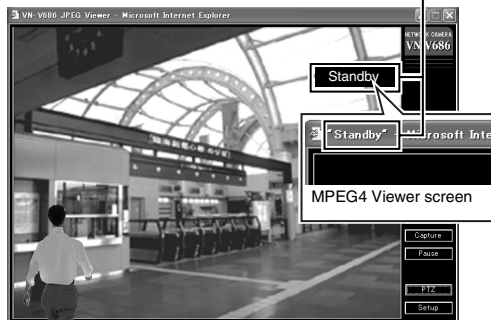 VN-V686 JPEG Viewer - Microsoft Internet Explorer
NETWORK CAMERA
VN-V686
Standby
"Standby" - Microsoft Inte
MPEG4 Viewer screen
Capture
Pause
PTZ
Setup